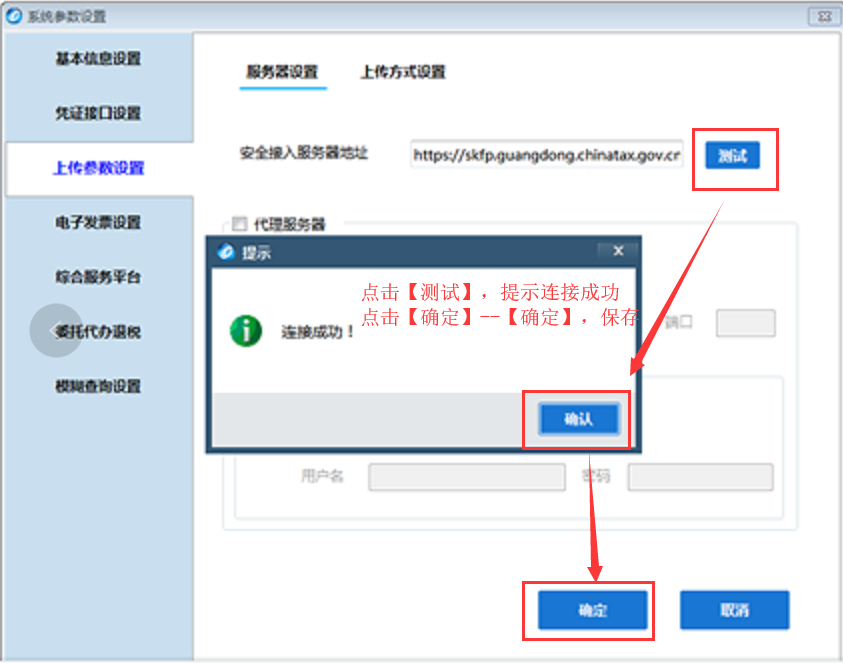 系统参数设置
基本信息设置
凭证接口设置
上传参数设置
电子发票设置
综合服务平台
委托代办退税
模糊查询设置
服务器设置 上传方式设置
安全接入服务器地址 https://skfp.guangdong.chinatax.gov.cn 测试
代理服务器
提示
点击【测试】，提示连接成功
点击【确定】--【确定】，保存
连接成功！
端口
确认
用户名 密码
确定 取消